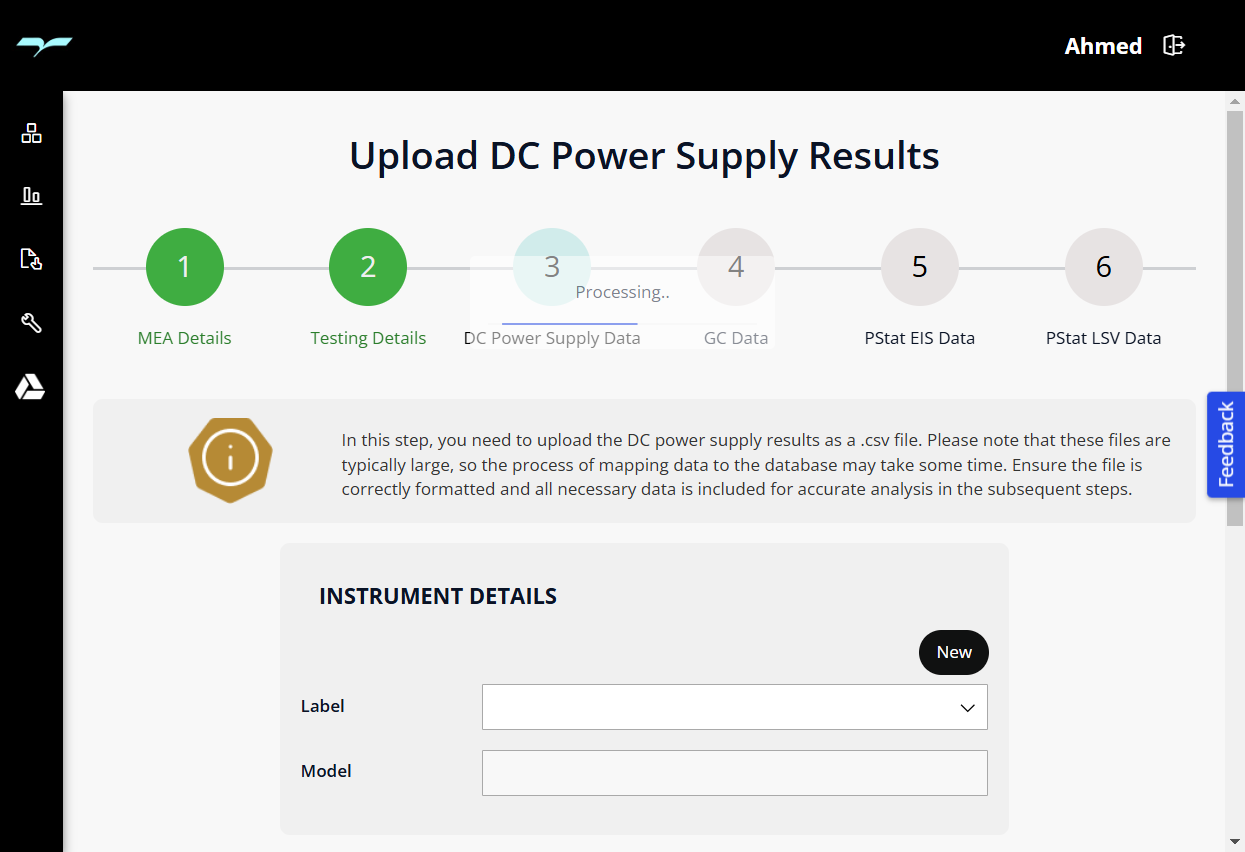 Ahmed
Upload DC Power Supply Results
1
2
3
4
5
6
Processing..
MEA Details
Testing Details
DC Power Supply Data
GC Data
PStat EIS Data
PStat LSV Data
In this step, you need to upload the DC power supply results as a .csv file. Please note that these files are
typically large, so the process of mapping data to the database may take some time. Ensure the file is
correctly formatted and all necessary data is included for accurate analysis in the subsequent steps.
Feedback
INSTRUMENT DETAILS
New
Label
Model